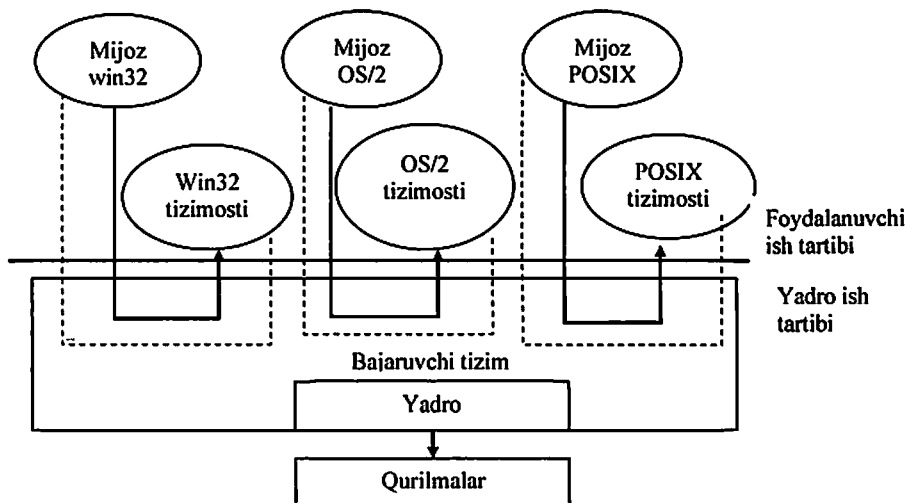 Mijoz
win32
Mijoz
OS/2
Mijoz
POSIX
Win32
tizimosti
OS/2
tizimosti
POSIX
tizimosti
Foydalanuvchi
ish tartibi
Yadro ish
tartibi
Bajaruvchi tizim
Yadro
Qurilmalar